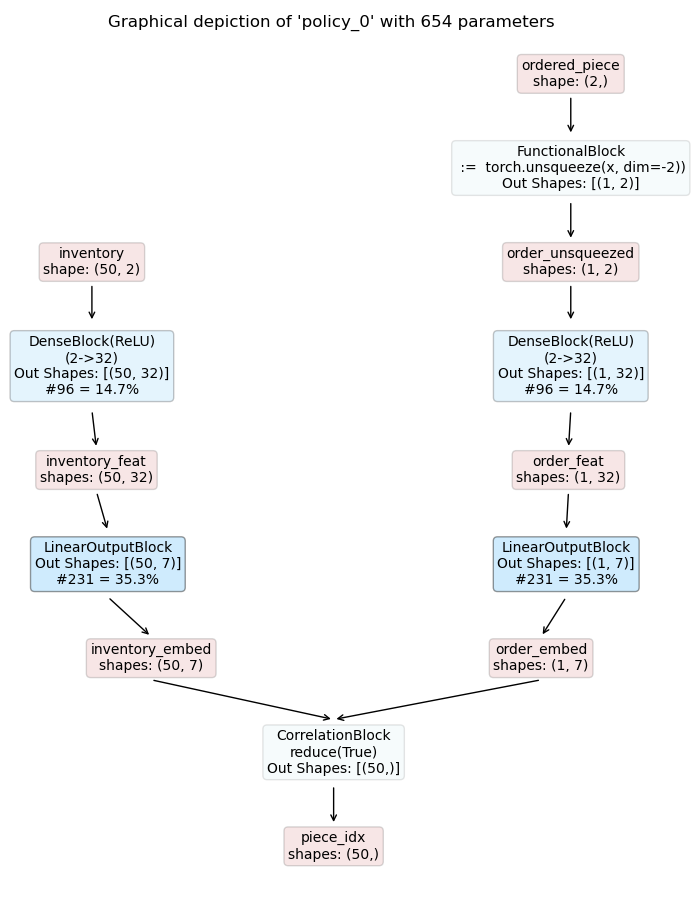 Graphical depiction of 'policy_0' with 654 parameters
ordered_piece
shape: (2,)
FunctionalBlock
:=  torch.unsqueeze(x, dim=-2))
Out Shapes: [(1, 2)]
inventory
shape: (50, 2)
order_unsqueezed
shapes: (1, 2)
DenseBlock(ReLU)
(2->32)
Out Shapes: [(50, 32)]
#96 = 14.7%
DenseBlock(ReLU)
(2->32)
Out Shapes: [(1, 32)]
#96 = 14.7%
inventory_feat
shapes: (50, 32)
order_feat
shapes: (1, 32)
LinearOutputBlock
Out Shapes: [(50, 7)]
#231 = 35.3%
LinearOutputBlock
Out Shapes: [(1, 7)]
#231 = 35.3%
inventory_embed
shapes: (50, 7)
order_embed
shapes: (1, 7)
CorrelationBlock
reduce(True)
Out Shapes: [(50,)]
piece_idx
shapes: (50,)